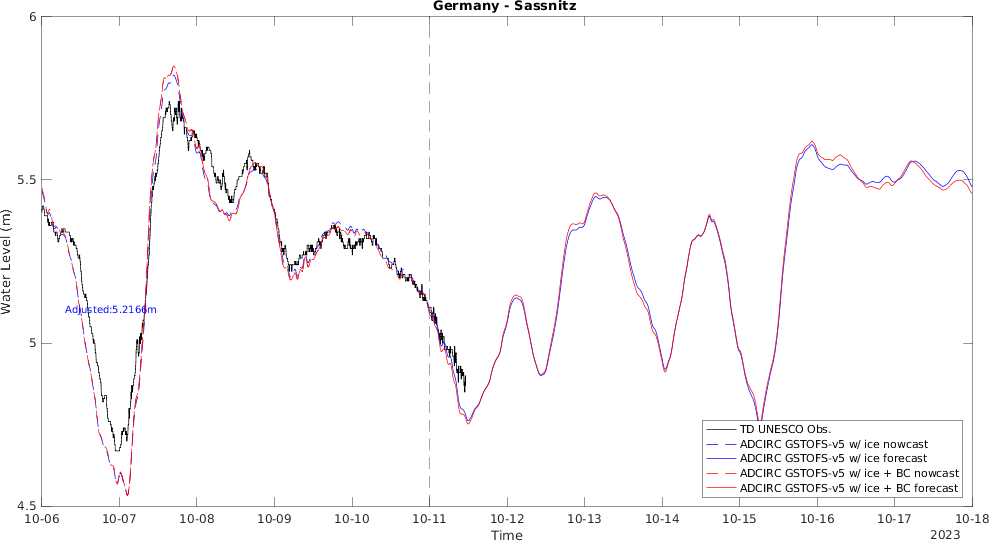 Germany - Sassnitz
6
5.5
5
4.5
Water Level (m)
Adjusted:5.2166m
TD UNESCO Obs.
ADCIRC GSTOFS-v5 w/ ice nowcast
ADCIRC GSTOFS-v5 w/ ice forecast
ADCIRC GSTOFS-v5 w/ ice + BC nowcast
ADCIRC GSTOFS-v5 w/ ice + BC forecast
10-06 10-07 10-08 10-09 10-10 10-11 10-12 10-13 10-14 10-15 10-16 10-17 10-18
Time
2023